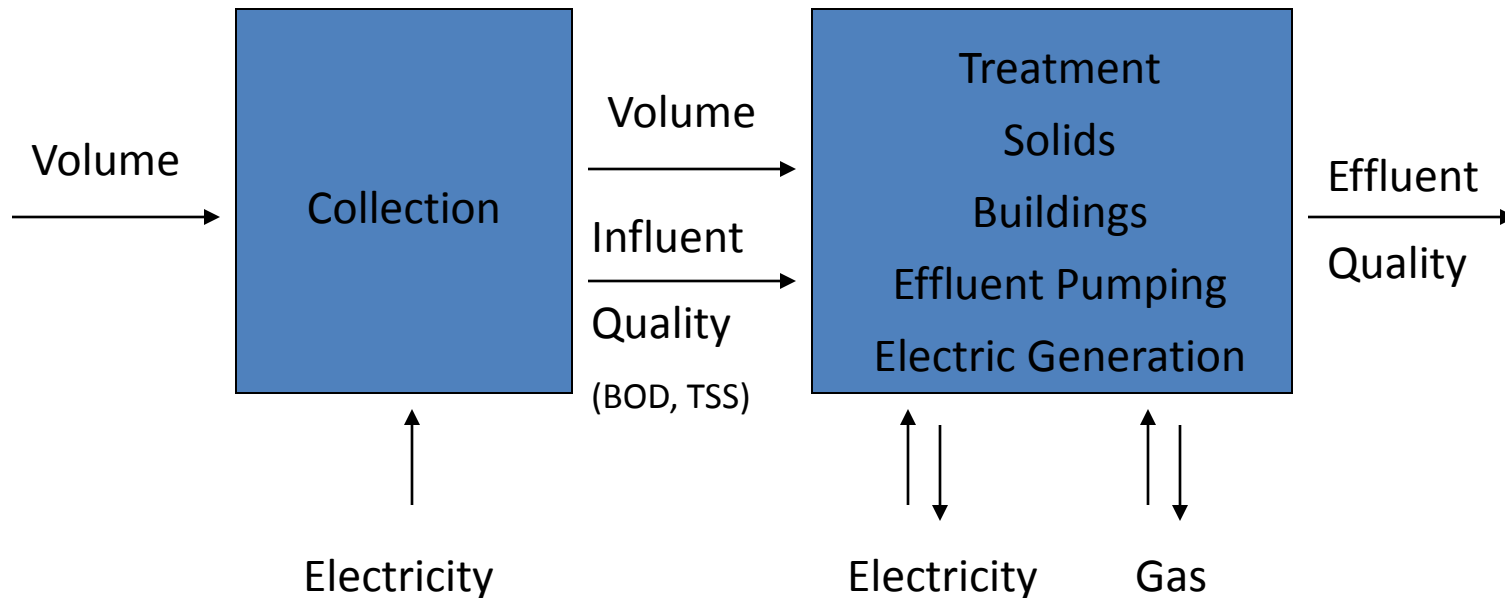 Volume
Collection
Electricity
Volume
Influent
Quality
(BOD, TSS)
Treatment
Solids
Buildings
Effluent Pumping
Electric Generation
Electricity
Gas
Effluent
Quality